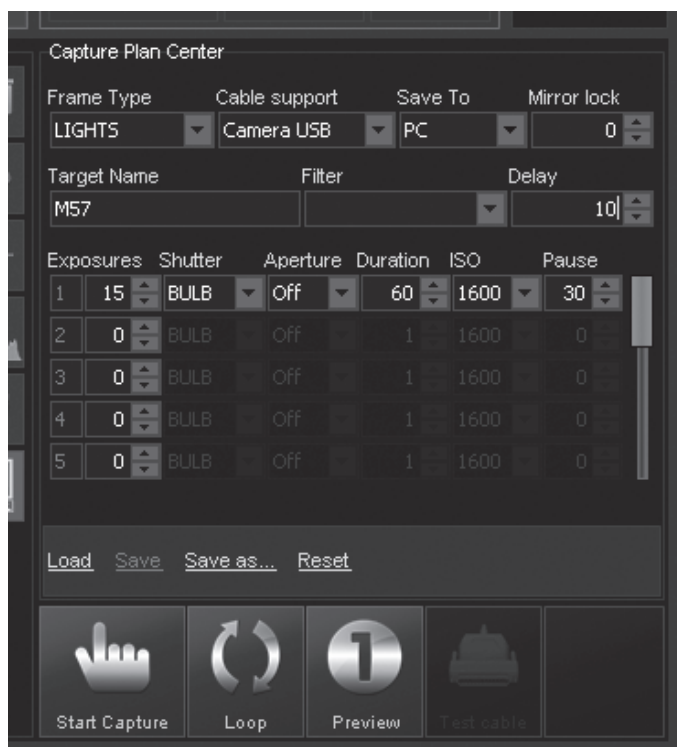 Capture Plan Center
Frame Type Cable support Save To Mirror lock
LIGHTS Camera USB PC 0
Target Name Filter Delay
M57 10
Exposures Shutter Aperture Duration ISO Pause
1 15 BULB Off 60 1600 30
2 0 BULB Off 1 1600 0
3 0 BULB Off 1 1600 0
4 0 BULB Off 1 1600 0
5 0 BULB Off 1 1600 0
Load Save Save as... Reset
1
Start Capture Loop Preview Test cable